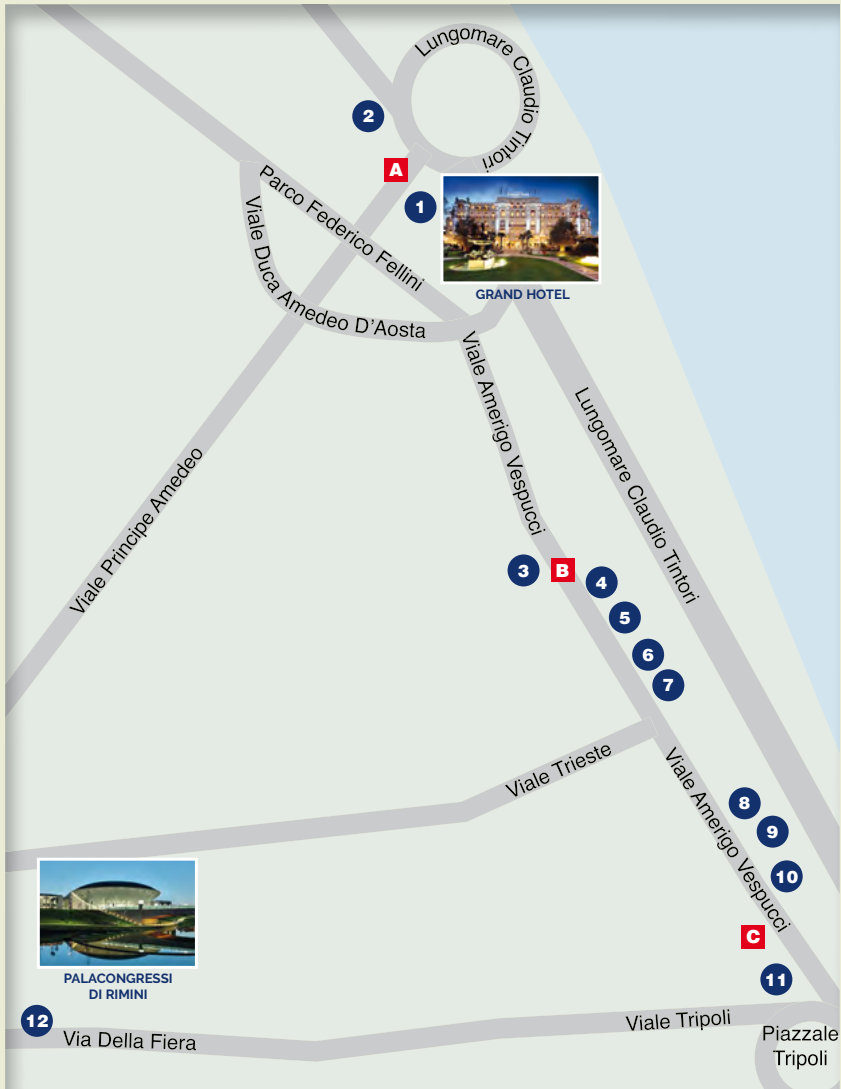 Lungomare Claudio Tintori
2
A
1
Parco Federico Fellini
Viale Duca Amedeo D'Aosta
GRAND HOTEL
Viale Amerigo Vespucci
Lungomare Claudio Tintori
Viale Principe Amedeo
3
B
4
5
6
7
Viale Trieste
Viale Amerigo Vespucci
8
9
10
C
11
PALACONGRESSI
DI RIMINI
12
Via Della Fiera
Viale Tripoli
Piazzale
Tripoli